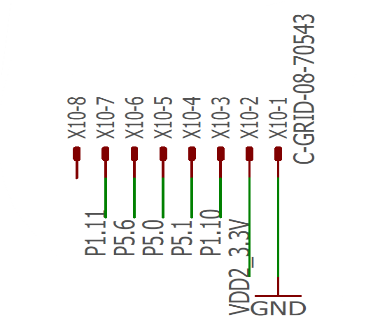 X10-8
X10-7
X10-6
X10-5
X10-4
X10-3
X10-2
X10-1
C-GRID-08-70543
P1.11
P5.6
P5.0
P5.1
P1.10
VDD2_3.3V
GND